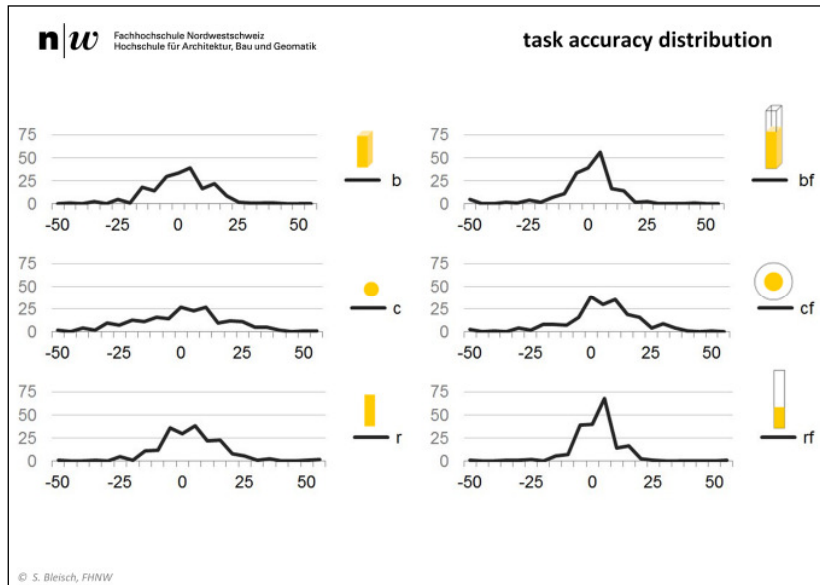 n|w Fachhochschule Nordwestschweiz
Hochschule für Architektur, Bau und Geomatik
task accuracy distribution
75
50
25
0
-50 -25 0 25 50
b
75
50
25
0
-50 -25 0 25 50
bf
75
50
25
0
-50 -25 0 25 50
c
75
50
25
0
-50 -25 0 25 50
cf
75
50
25
0
-50 -25 0 25 50
r
75
50
25
0
-50 -25 0 25 50
rf
© S. Bleisch, FHNW